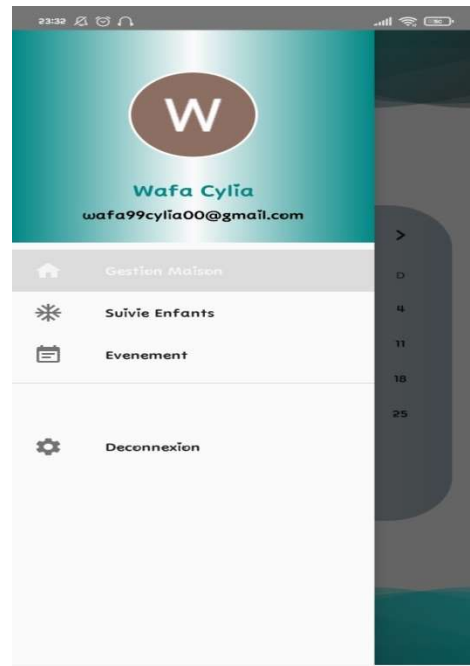 23:32
W
Wafa Cylia
wafa99cylia00@gmail.com
Gestion Maison
Suivie Enfants
Evenement
Deconnexion
>
D
4
11
18
25